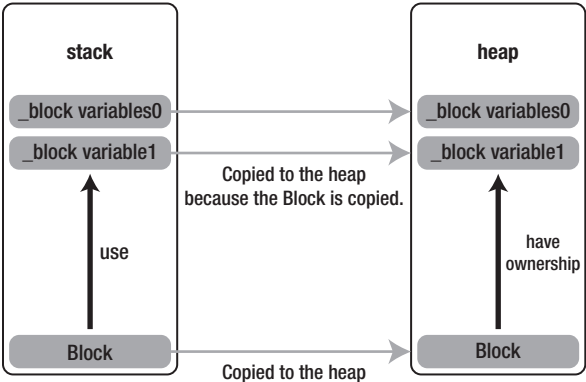 stack
heap
_block variables0
_block variables0
_block variable1
_block variable1
Copied to the heap
because the Block is copied.
use
have
ownership
Block
Block
Copied to the heap